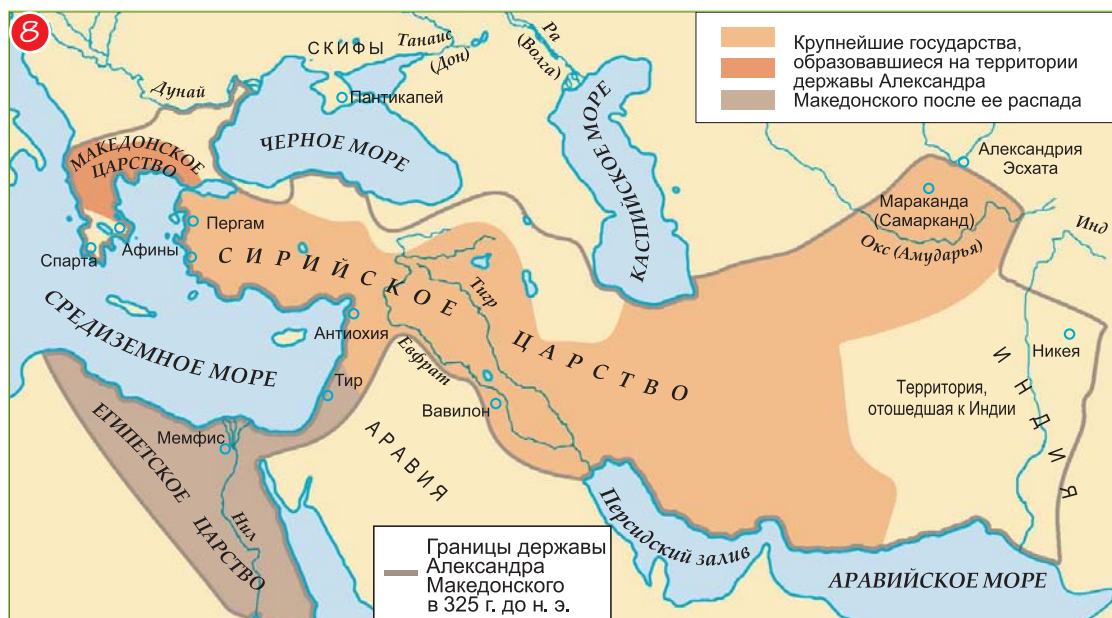 8
Крупнейшие государства,
образовавшиеся на территории
державы Александра
Македонского после ее распада
СКИФЫ
Танаис
(Дон)
Ра
(Волга)
Дунай
Пантикапей
ЧЕРНОЕ МОРЕ
КАСПИЙСКОЕ МОРЕ
МАКЕДОНСКОЕ
ЦАРСТВО
Александрия
Эсхата
Мараканда
(Самарканд)
Окс (Амударья)
Инд
Пергам
Афины
Спарта
СИРИЙСКОЕ ЦАРСТВО
Тигр
Евфрат
Антиохия
СРЕДИЗЕМНОЕ МОРЕ
Тир
Вавилон
Никея
ИНДИЯ
Территория,
отошедшая к Индии
Мемфис
ЕГИПЕТСКОЕ
ЦАРСТВО
Нил
АРАВИЯ
Персидский залив
АРАВИЙСКОЕ МОРЕ
Границы державы
Александра
Македонского
в 325 г. до н. э.